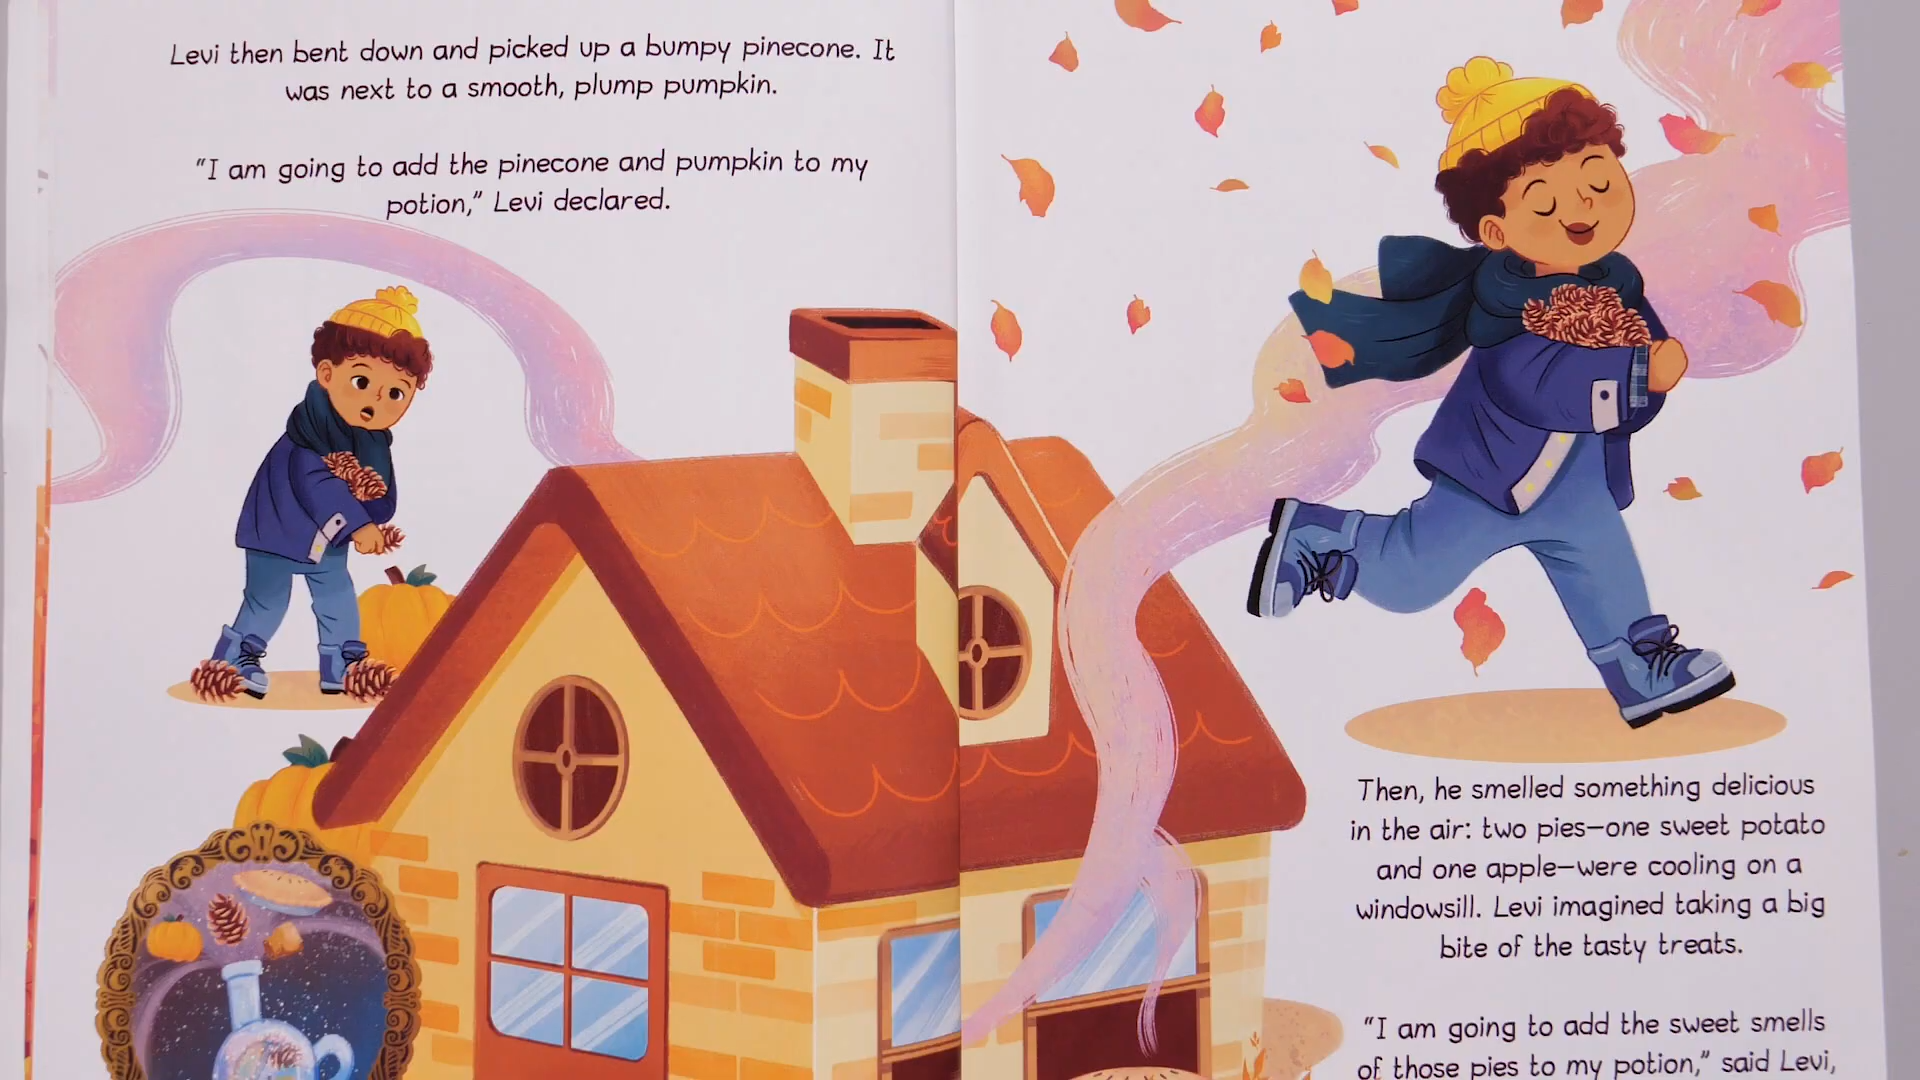 Levi then bent down and picked up a bumpy pinecone. It
was next to a smooth, plump pumpkin.
“I am going to add the pinecone and pumpkin to my
potion,” Levi declared.
Then, he smelled something delicious
in the air: two pies—one sweet potato
and one apple—were cooling on a
windowsill. Levi imagined taking a big
bite of the tasty treats.
“I am going to add the sweet smells
of those pies to my potion,” said Levi,